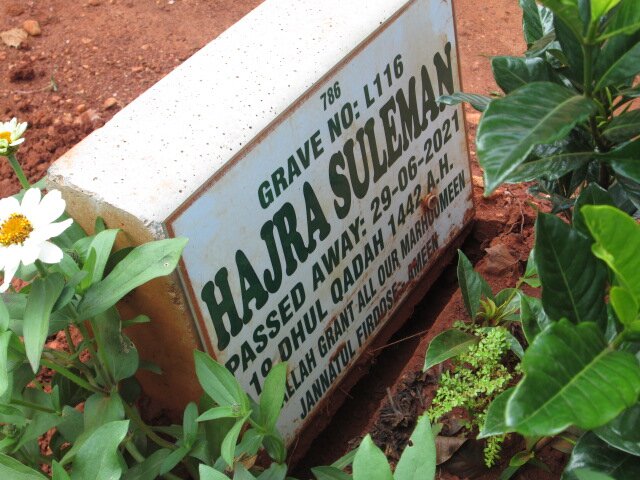 786
GRAVE NO: L116
HAJRA SULEMAN
PASSED AWAY: 29-06-2021
19 DHUL QADAH 1442 A.H.
ALLAH GRANT ALL OUR MARHOOMEEN
JANNATUL FIRDOSE - AMEEN